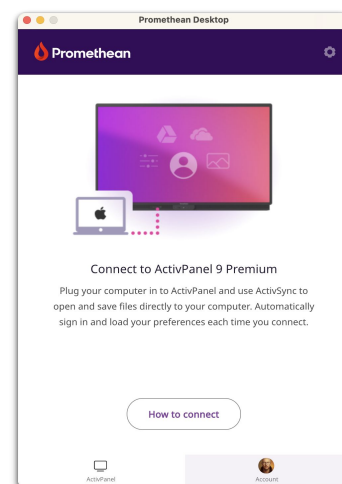 Promethean Desktop
Promethean
Connect to ActivPanel 9 Premium
Plug your computer in to ActivPanel and use ActivSync to
open and save files directly to your computer. Automatically
sign in and load your preferences each time you connect.
How to connect
ActivPanel
Account